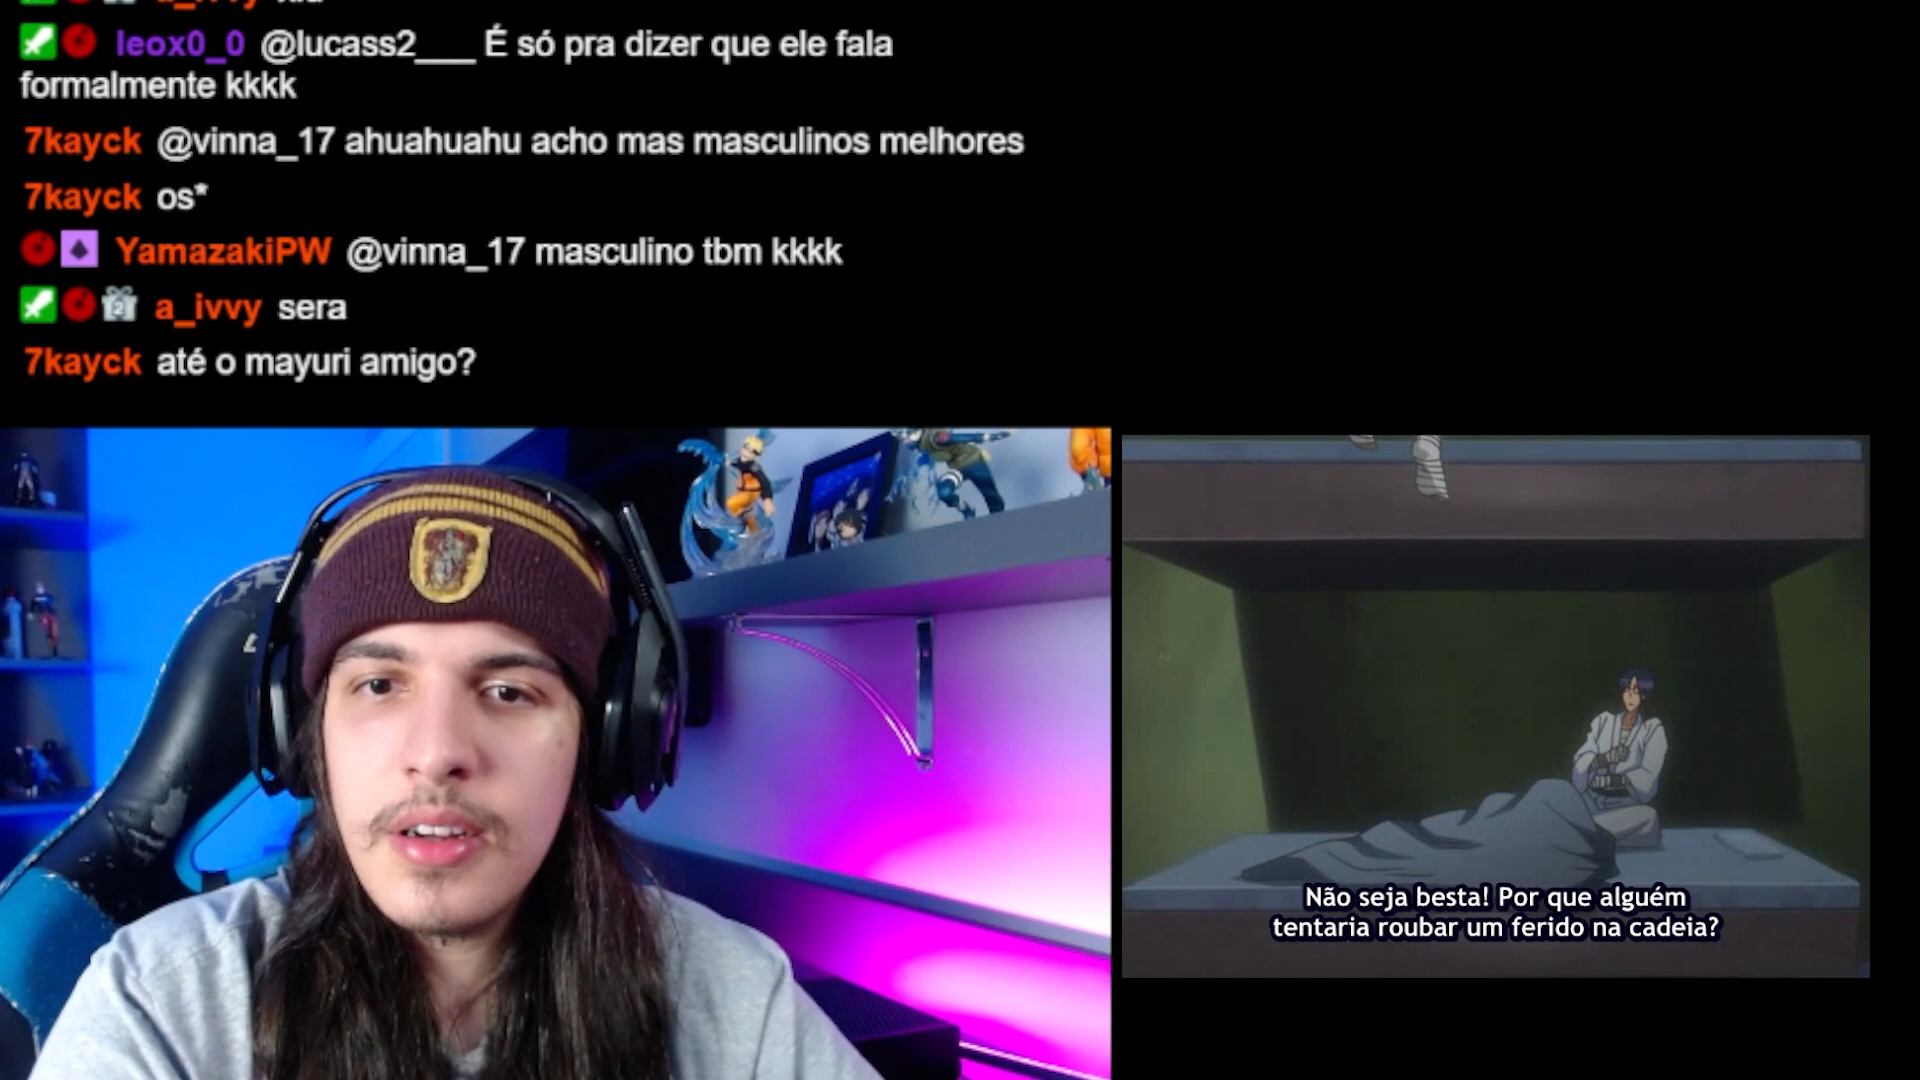 leox0_0 @lucass2___ É só pra dizer que ele fala
formalmente kkkk
7kayck @vinna_17 ahuahuahu acho mas masculinos melhores
7kayck os*
YamazakiPW @vinna_17 masculino tbm kkkk
2 a_ivvy sera
7kayck até o mayuri amigo?
Não seja besta! Por que alguém
tentaria roubar um ferido na cadeia?